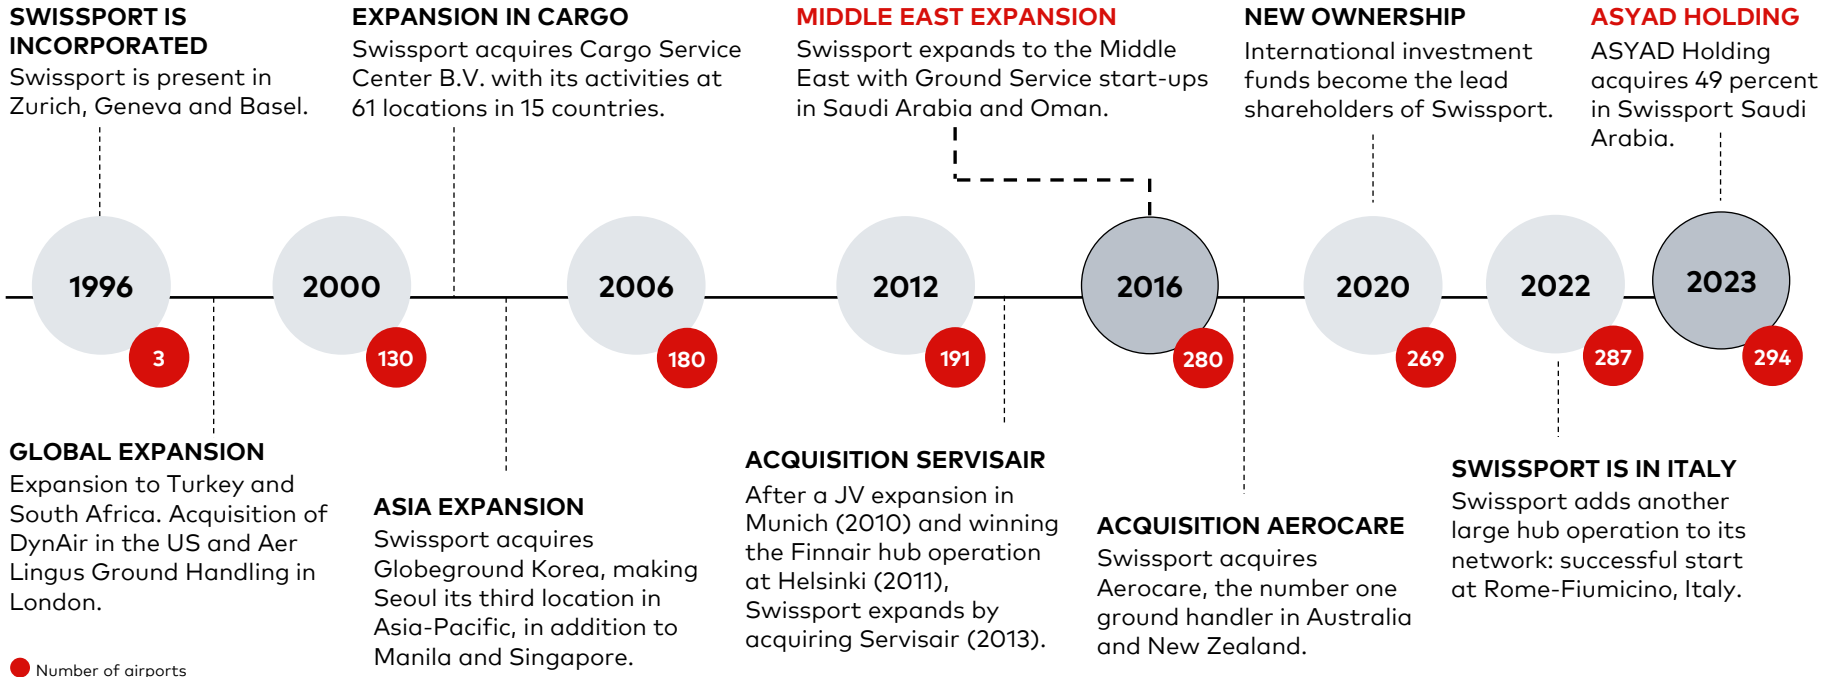 SWISSPORT IS
INCORPORATED
Swissport is present in
Zurich, Geneva and Basel.
EXPANSION IN CARGO
Swissport acquires Cargo Service
Center B.V. with its activities at
61 locations in 15 countries.
MIDDLE EAST EXPANSION
Swissport expands to the Middle
East with Ground Service start-ups
in Saudi Arabia and Oman.
NEW OWNERSHIP
International investment
funds become the lead
shareholders of Swissport.
ASYAD HOLDING
ASYAD Holding
acquires 49 percent
in Swissport Saudi
Arabia.
1996
3
2000
130
2006
180
2012
191
2016
280
2020
269
2022
287
2023
294
GLOBAL EXPANSION
Expansion to Turkey and
South Africa. Acquisition of
DynAir in the US and Aer
Lingus Ground Handling in
London.
ASIA EXPANSION
Swissport acquires
Globeground Korea, making
Seoul its third location in
Asia-Pacific, in addition to
Manila and Singapore.
ACQUISITION SERVISAIR
After a JV expansion in
Munich (2010) and winning
the Finnair hub operation
at Helsinki (2011),
Swissport expands by
acquiring Servisair (2013).
ACQUISITION AEROCARE
Swissport acquires
Aerocare, the number one
ground handler in Australia
and New Zealand.
SWISSPORT IS IN ITALY
Swissport adds another
large hub operation to its
network: successful start
at Rome-Fiumicino, Italy.
Number of airports